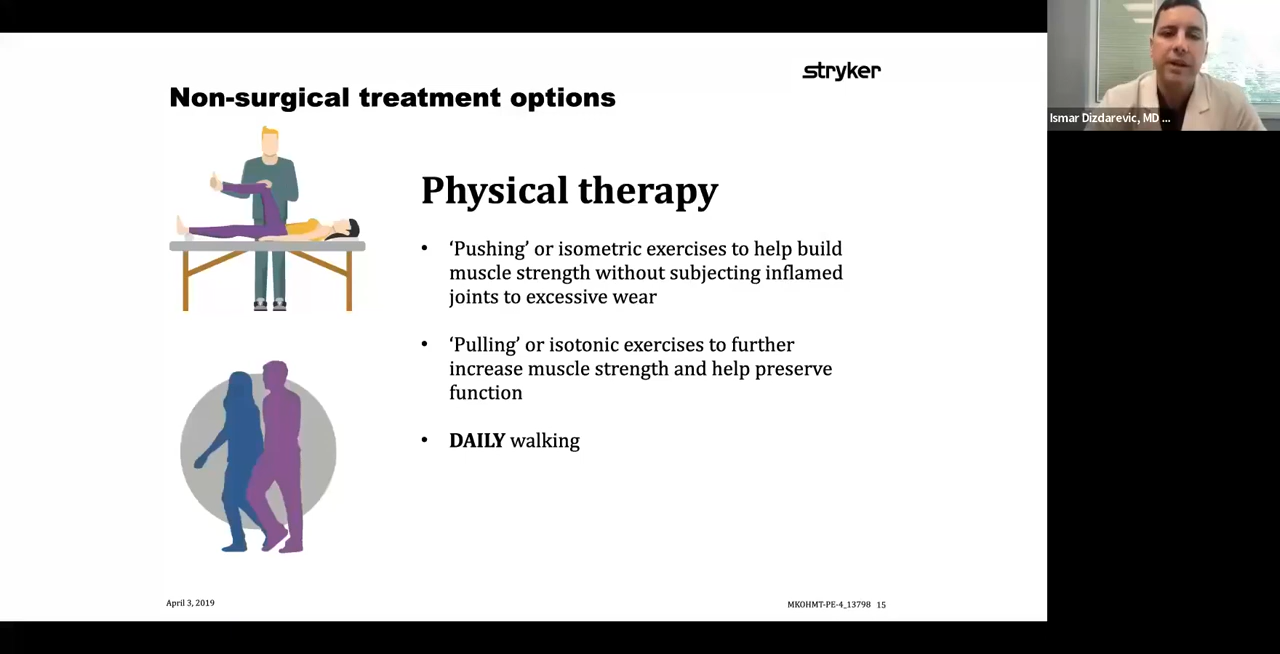 stryker
Non-surgical treatment options
Ismar Dizdarevic, MD ...
Physical therapy
• ‘Pushing’ or isometric exercises to help build
muscle strength without subjecting inflamed
joints to excessive wear
• ‘Pulling’ or isotonic exercises to further
increase muscle strength and help preserve
function
• DAILY walking
April 3, 2019
MKOHMT-PE-4_13798 15